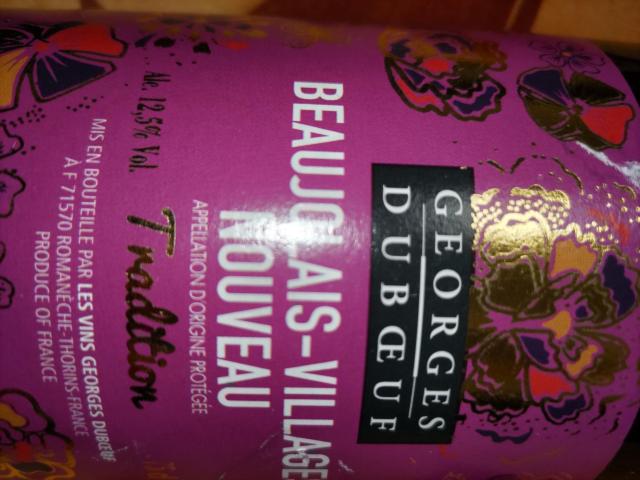 GEORGES
DUBŒUF
BEAUJOLAIS-VILLAGE
NOUVEAU
APPELLATION D'ORIGINE PROTÉGÉE
Tradition
Alc. 12,5% Vol.
MIS EN BOUTEILLE PAR LES VINS GEORGES DUBŒUF
À F 71570 ROMANÈCHE-THORINS-FRANCE
PRODUCE OF FRANCE